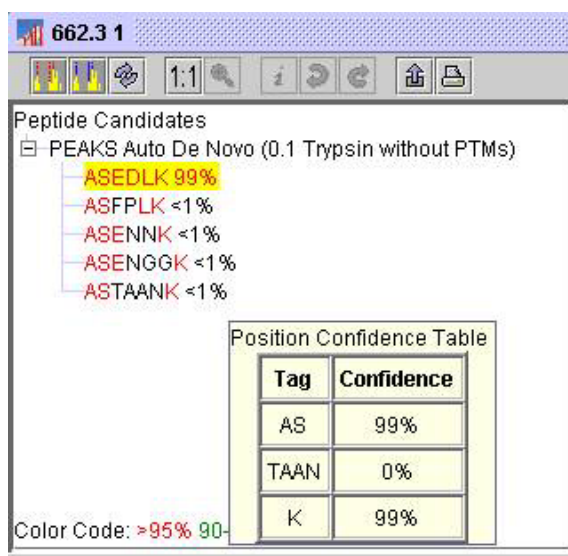 662.3 1
1:1
i
Peptide Candidates
PEAKS Auto De Novo (0.1 Trypsin without PTMs)
ASEDLK 99%
ASFPLK <1%
ASENNK <1%
ASENGGK <1%
ASTAANK <1%
Position Confidence Table
Tag Confidence
AS 99%
TAAN 0%
K 99%
Color Code: >95% 90-